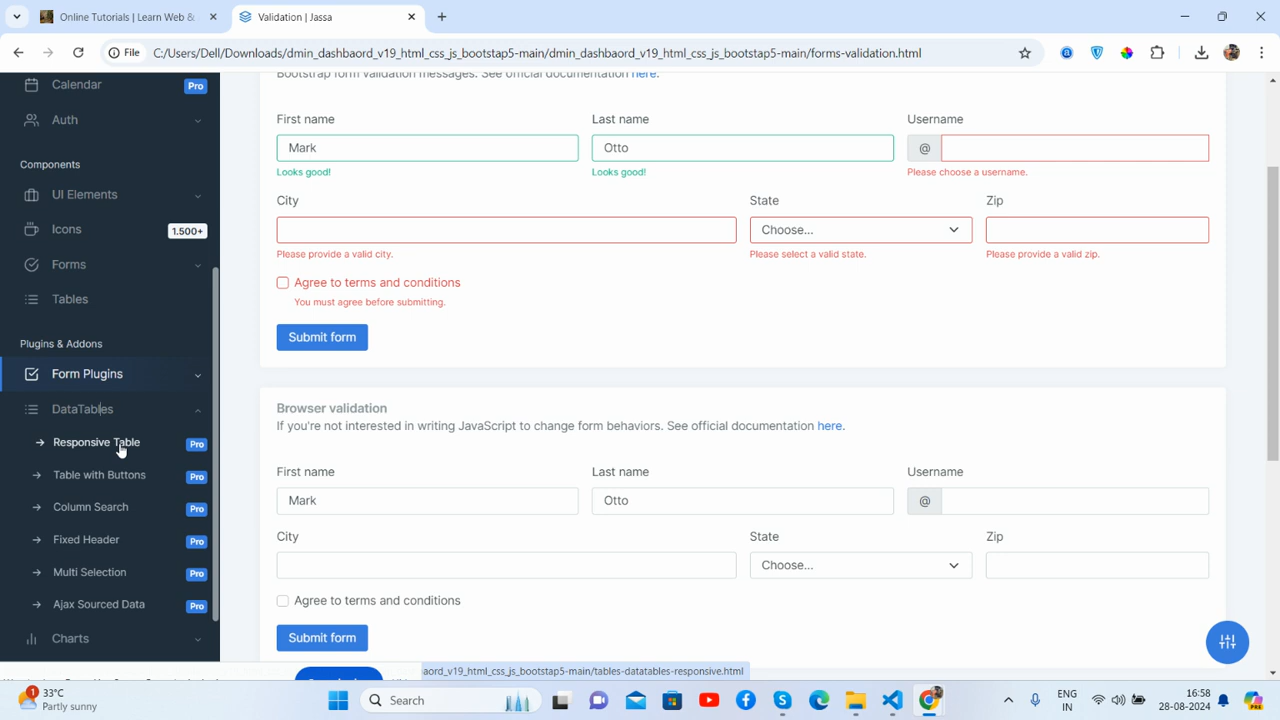 Online Tutorials | Learn Web &
Validation | Jassa
File
C:/Users/Dell/Downloads/dmin_dashbaord_v19_html_css_js_bootstap5-main/dmin_dashbaord_v19_html_css_js_bootstap5-main/forms-validation.html
Calendar Pro
Auth
Components
UI Elements
Icons 1.500+
Forms
Tables
Plugins & Addons
Form Plugins
DataTables
Responsive Table Pro
Table with Buttons Pro
Column Search Pro
Fixed Header Pro
Multi Selection Pro
Ajax Sourced Data Pro
Charts
Bootstrap form validation messages. See official documentation here.
First name Last name Username
Mark Otto @
Looks good! Looks good! Please choose a username.
City State Zip
Choose...
Please provide a valid city. Please select a valid state. Please provide a valid zip.
Agree to terms and conditions
You must agree before submitting.
Submit form
Browser validation
If you're not interested in writing JavaScript to change form behaviors. See official documentation here.
First name Last name Username
Mark Otto @
City State Zip
Choose...
Agree to terms and conditions
Submit form
baord_v19_html_css_js_bootstap5-main/tables-datatables-responsive.html
1
33°C
Partly sunny
Search
ENG
IN
16:58
28-08-2024